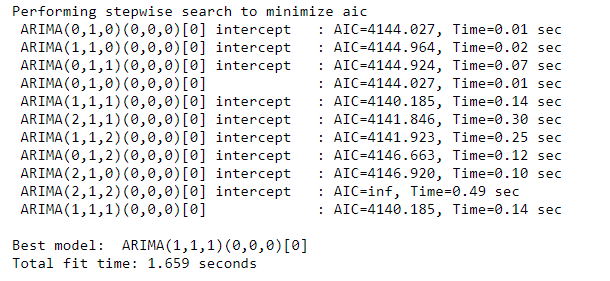 Performing stepwise search to minimize aic
ARIMA(0,1,0)(0,0,0)[0] intercept   : AIC=4144.027, Time=0.01 sec
ARIMA(1,1,0)(0,0,0)[0] intercept   : AIC=4144.964, Time=0.02 sec
ARIMA(0,1,1)(0,0,0)[0] intercept   : AIC=4144.924, Time=0.07 sec
ARIMA(0,1,0)(0,0,0)[0]             : AIC=4144.027, Time=0.01 sec
ARIMA(1,1,1)(0,0,0)[0] intercept   : AIC=4140.185, Time=0.14 sec
ARIMA(2,1,1)(0,0,0)[0] intercept   : AIC=4141.846, Time=0.30 sec
ARIMA(1,1,2)(0,0,0)[0] intercept   : AIC=4141.923, Time=0.25 sec
ARIMA(0,1,2)(0,0,0)[0] intercept   : AIC=4146.663, Time=0.12 sec
ARIMA(2,1,0)(0,0,0)[0] intercept   : AIC=4146.920, Time=0.10 sec
ARIMA(2,1,2)(0,0,0)[0] intercept   : AIC=inf, Time=0.49 sec
ARIMA(1,1,1)(0,0,0)[0]             : AIC=4140.185, Time=0.14 sec
Best model:  ARIMA(1,1,1)(0,0,0)[0]
Total fit time: 1.659 seconds